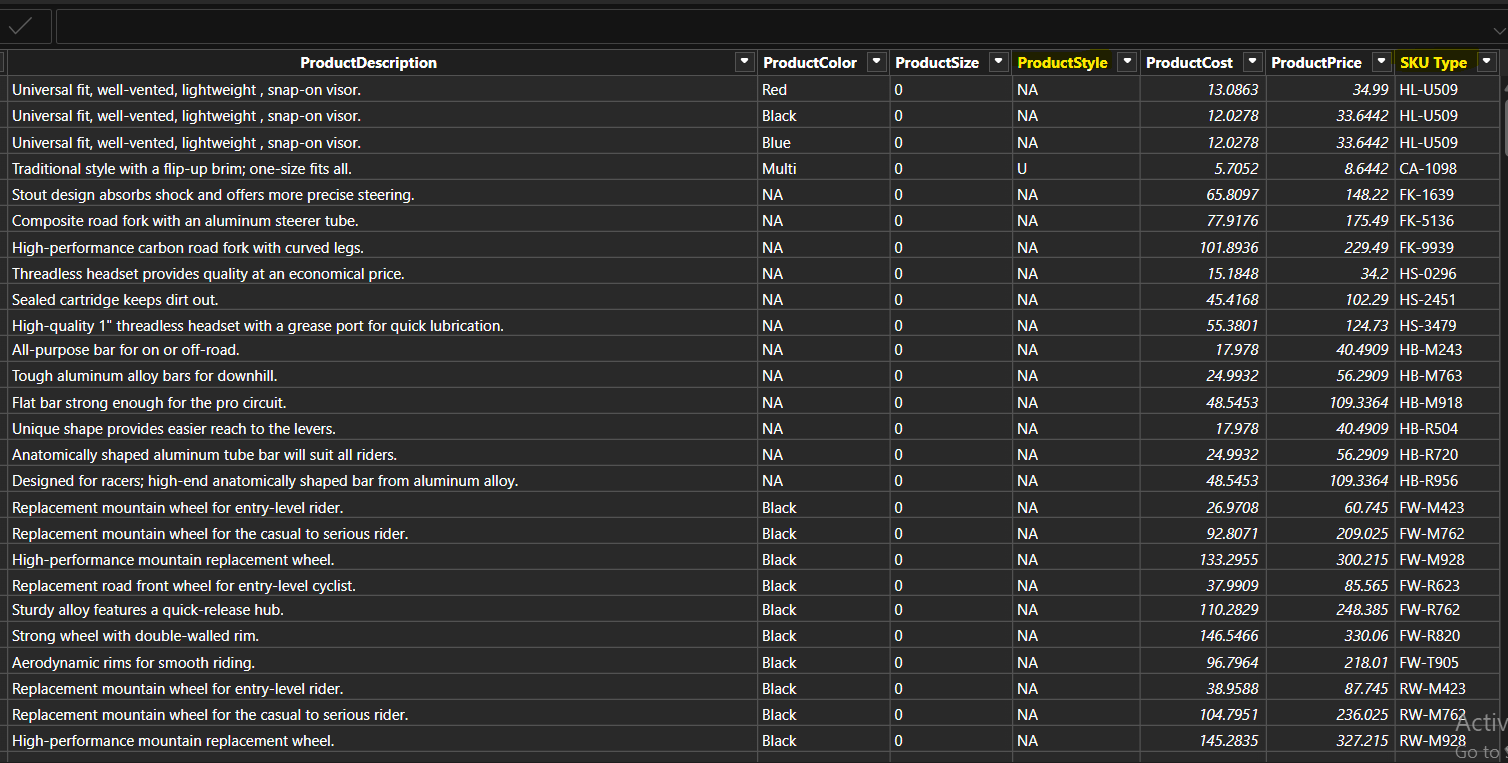 ProductDescription ProductColor ProductSize ProductStyle ProductCost ProductPrice SKU Type
Universal fit, well-vented, lightweight , snap-on visor. Red 0 NA 13.0863 34.99 HL-U509
Universal fit, well-vented, lightweight , snap-on visor. Black 0 NA 12.0278 33.6442 HL-U509
Universal fit, well-vented, lightweight , snap-on visor. Blue 0 NA 12.0278 33.6442 HL-U509
Traditional style with a flip-up brim; one-size fits all. Multi 0 U 5.7052 8.6442 CA-1098
Stout design absorbs shock and offers more precise steering. NA 0 NA 65.8097 148.22 FK-1639
Composite road fork with an aluminum steerer tube. NA 0 NA 77.9176 175.49 FK-5136
High-performance carbon road fork with curved legs. NA 0 NA 101.8936 229.49 FK-9939
Threadless headset provides quality at an economical price. NA 0 NA 15.1848 34.2 HS-0296
Sealed cartridge keeps dirt out. NA 0 NA 45.4168 102.29 HS-2451
High-quality 1" threadless headset with a grease port for quick lubrication. NA 0 NA 55.3801 124.73 HS-3479
All-purpose bar for on or off-road. NA 0 NA 17.978 40.4909 HB-M243
Tough aluminum alloy bars for downhill. NA 0 NA 24.9932 56.2909 HB-M763
Flat bar strong enough for the pro circuit. NA 0 NA 48.5453 109.3364 HB-M918
Unique shape provides easier reach to the levers. NA 0 NA 17.978 40.4909 HB-R504
Anatomically shaped aluminum tube bar will suit all riders. NA 0 NA 24.9932 56.2909 HB-R720
Designed for racers; high-end anatomically shaped bar from aluminum alloy. NA 0 NA 48.5453 109.3364 HB-R956
Replacement mountain wheel for entry-level rider. Black 0 NA 26.9708 60.745 FW-M423
Replacement mountain wheel for the casual to serious rider. Black 0 NA 92.8071 209.025 FW-M762
High-performance mountain replacement wheel. Black 0 NA 133.2955 300.215 FW-M928
Replacement road front wheel for entry-level cyclist. Black 0 NA 37.9909 85.565 FW-R623
Sturdy alloy features a quick-release hub. Black 0 NA 110.2829 248.385 FW-R762
Strong wheel with double-walled rim. Black 0 NA 146.5466 330.06 FW-R820
Aerodynamic rims for smooth riding. Black 0 NA 96.7964 218.01 FW-T905
Replacement mountain wheel for entry-level rider. Black 0 NA 38.9588 87.745 RW-M423
Replacement mountain wheel for the casual to serious rider. Black 0 NA 104.7951 236.025 RW-M762
High-performance mountain replacement wheel. Black 0 NA 145.2835 327.215 RW-M928
Activ
Go to